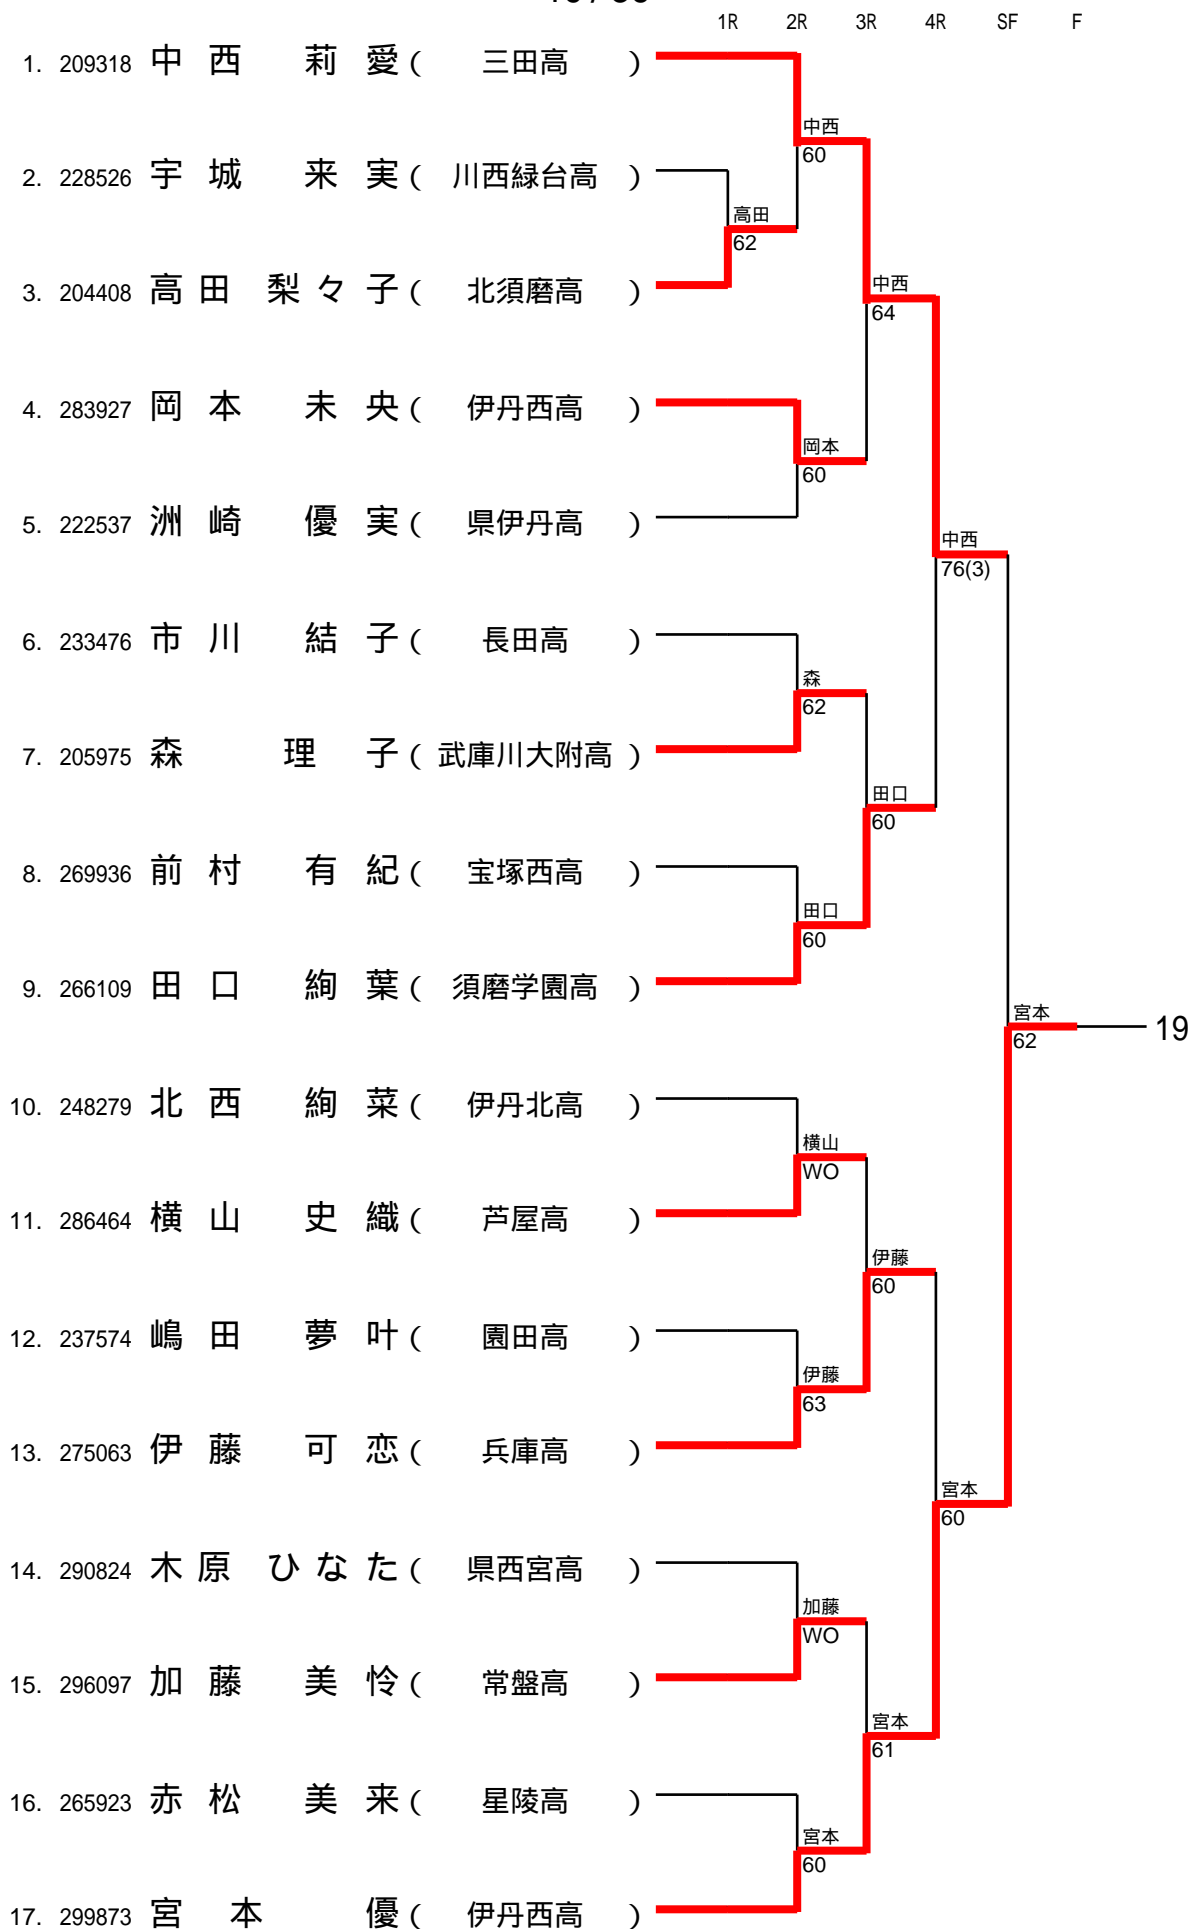 1R 2R 3R 4R SF F
1. 209318 中西 莉愛 ( 三田高 )
中西
60
2. 228526 宇城 来実 ( 川西緑台高 )
高田
62
3. 204408 高田 梨々子 ( 北須磨高 )
中西
64
4. 283927 岡本 未央 ( 伊丹西高 )
岡本
60
5. 222537 洲崎 優実 ( 県伊丹高 )
中西
76(3)
6. 233476 市川 結子 ( 長田高 )
森
62
7. 205975 森 理子 ( 武庫川大附高 )
田口
60
8. 269936 前村 有紀 ( 宝塚西高 )
田口
60
9. 266109 田口 絢葉 ( 須磨学園高 )
宮本
62
19
10. 248279 北西 絢菜 ( 伊丹北高 )
横山
WO
11. 286464 横山 史織 ( 芦屋高 )
伊藤
60
12. 237574 嶋田 夢叶 ( 園田高 )
伊藤
63
13. 275063 伊藤 可恋 ( 兵庫高 )
宮本
60
14. 290824 木原 ひなた ( 県西宮高 )
加藤
WO
15. 296097 加藤 美怜 ( 常盤高 )
宮本
61
16. 265923 赤松 美来 ( 星陵高 )
宮本
60
17. 299873 宮本 優 ( 伊丹西高 )